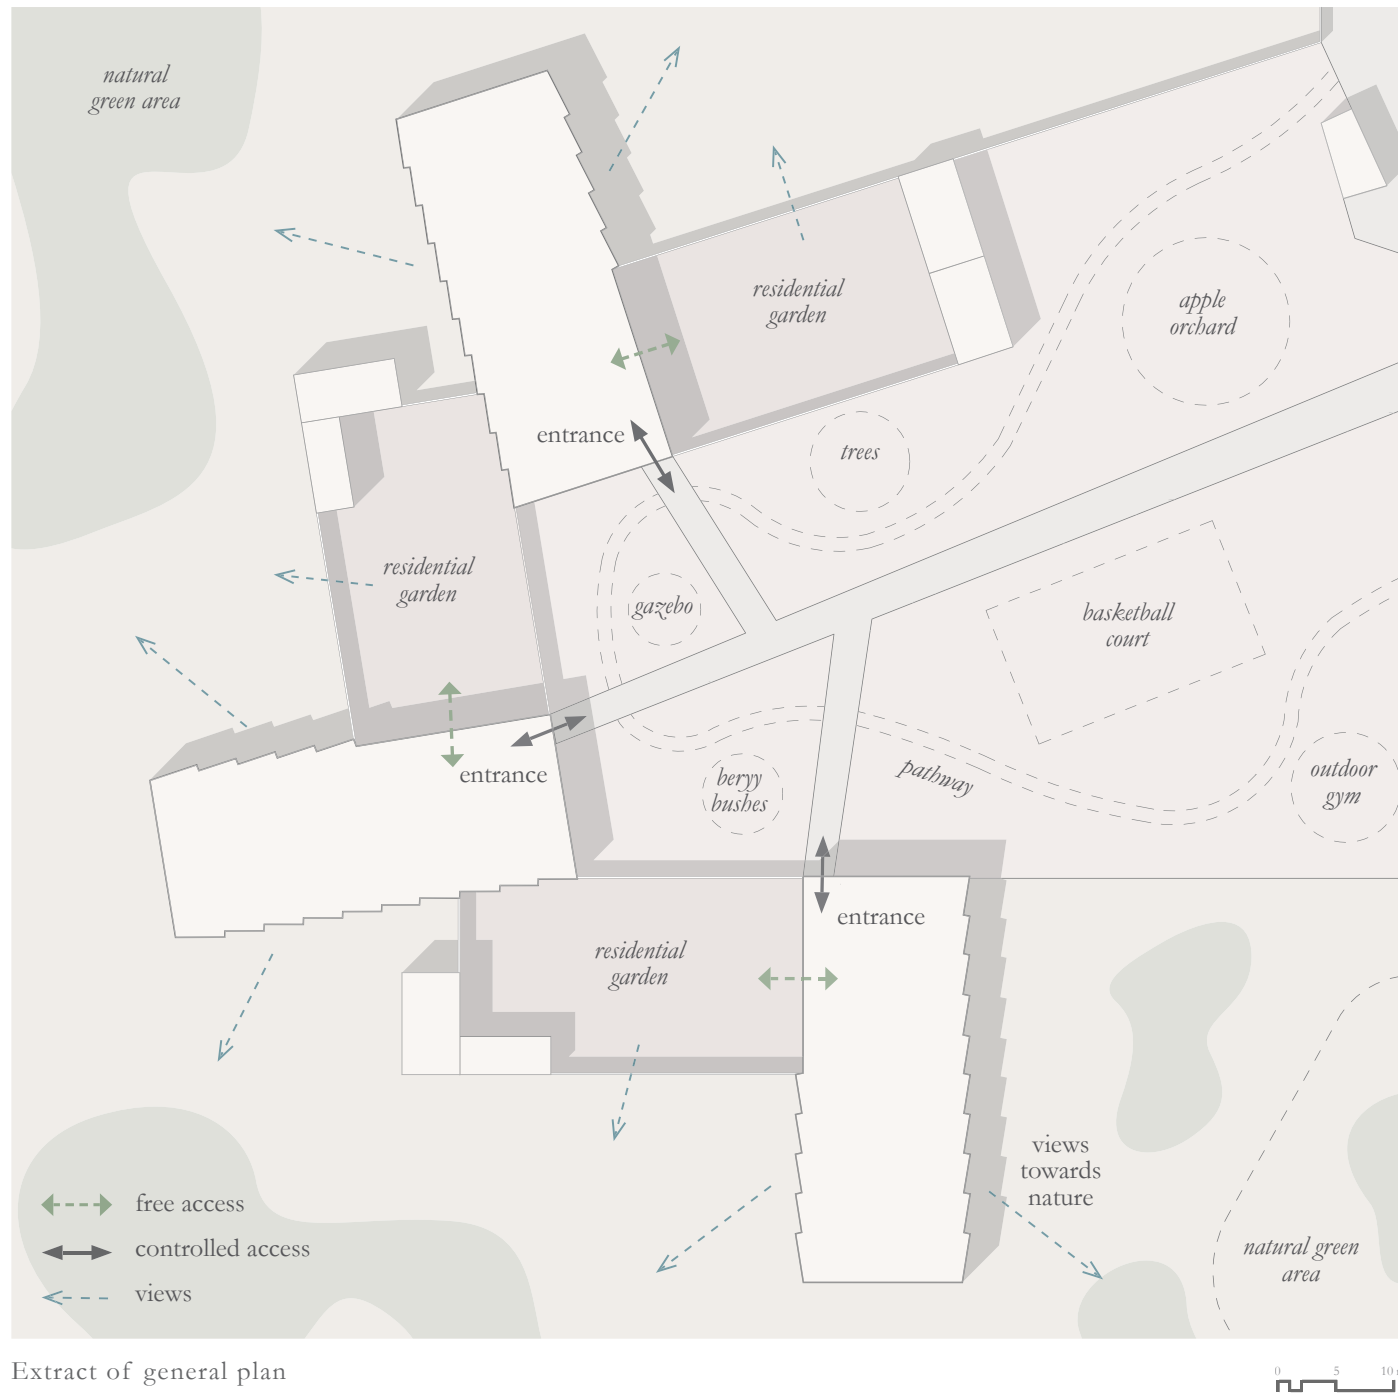 natural
green area
residential
garden
apple
orchard
entrance
trees
residential
garden
gazebo
basketball
court
entrance
beryy
bushes
pathway
outdoor
gym
entrance
residential
garden
views
towards
nature
natural green
area
free access
controlled access
views
Extract of general plan
0 5 10